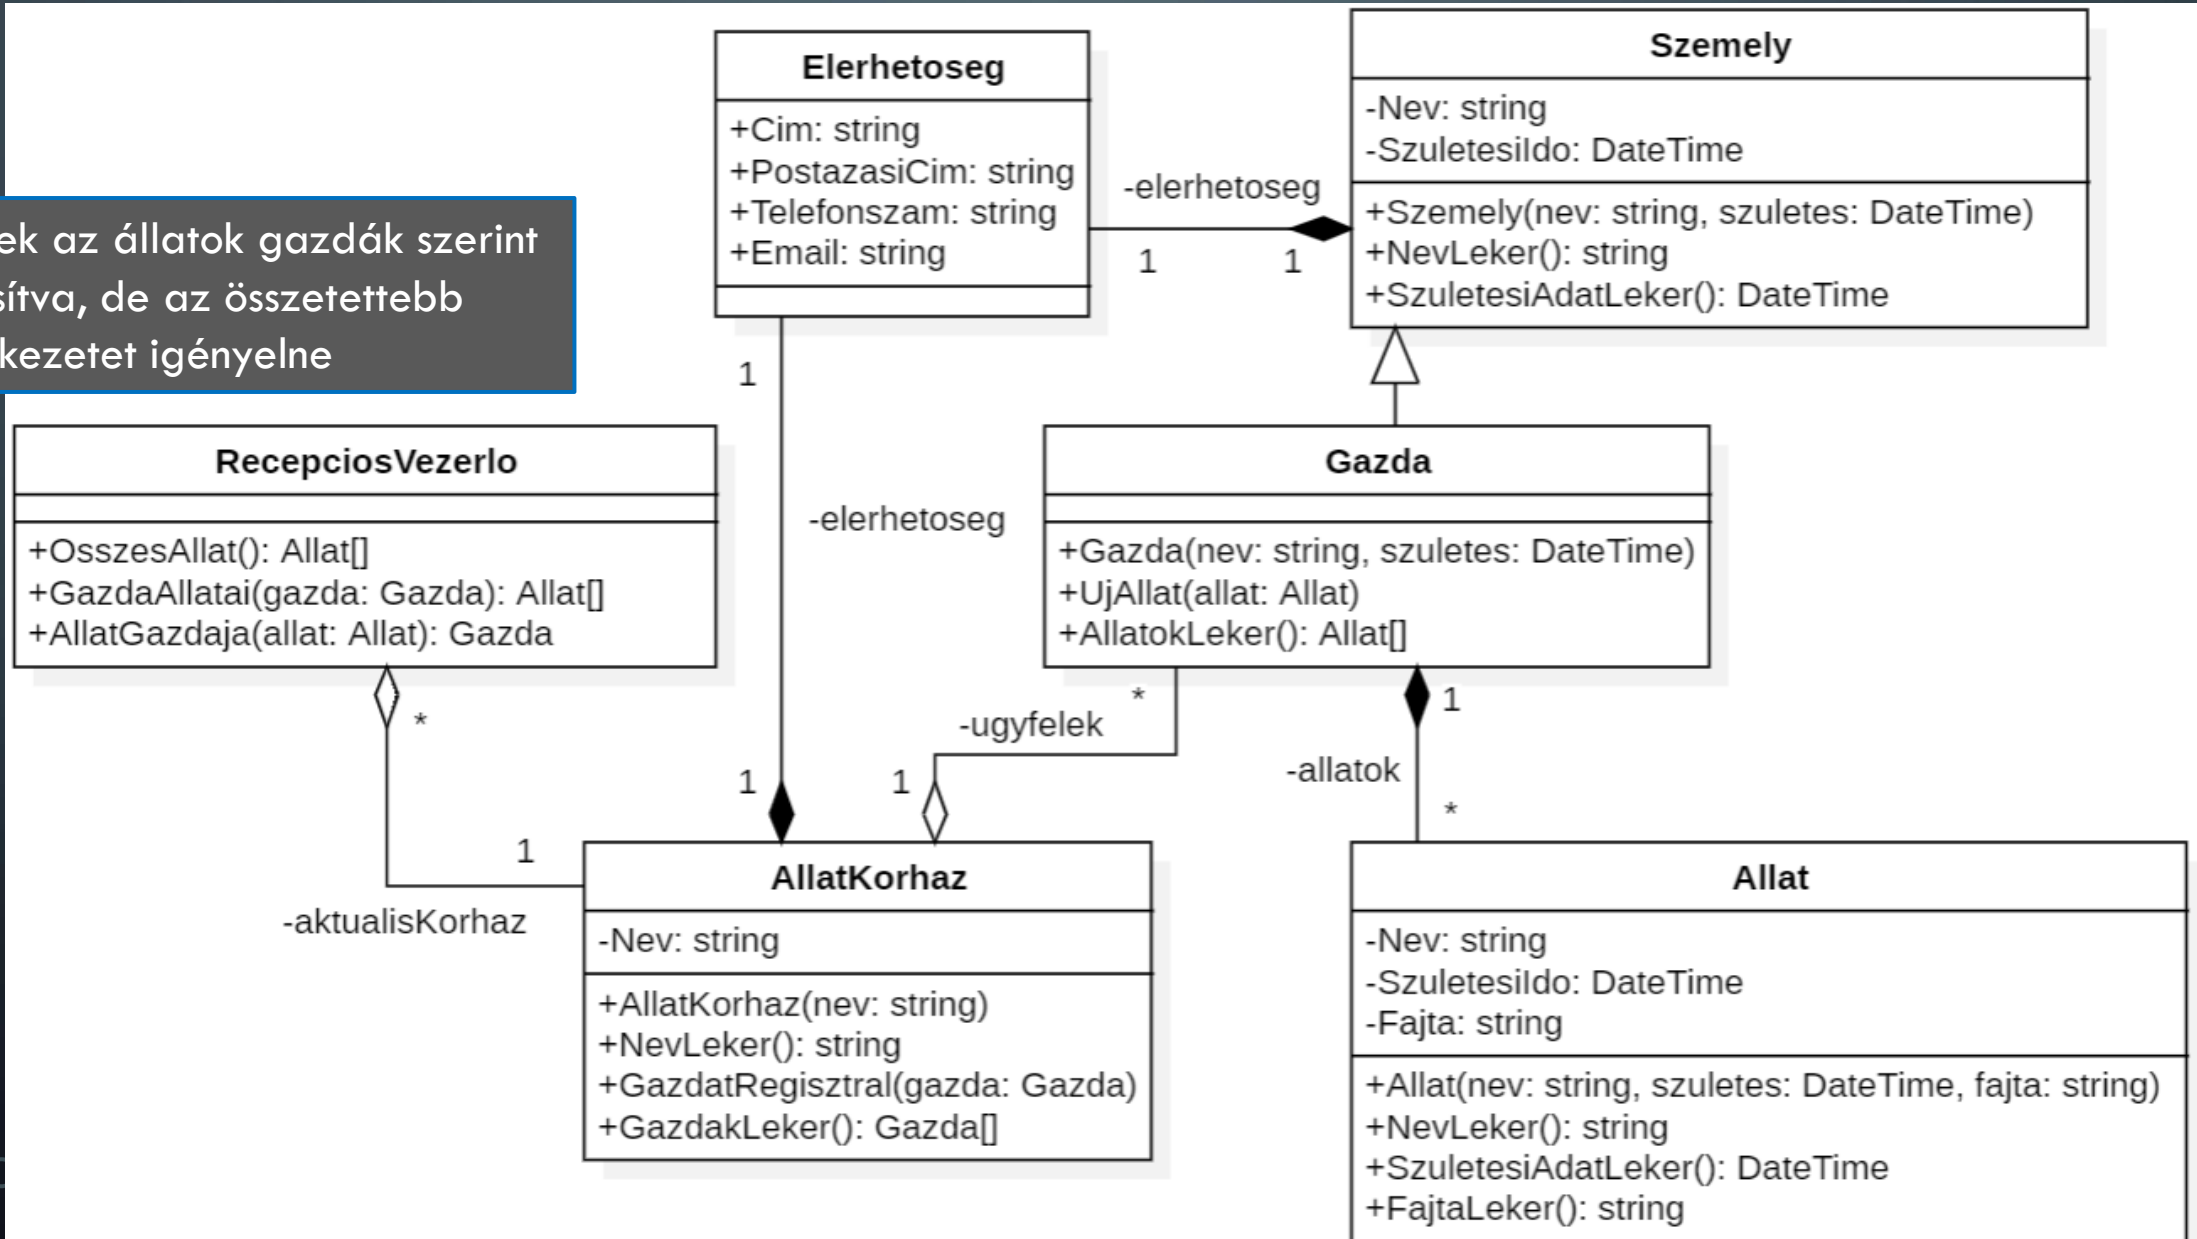 Elerhetoseg
+Cim: string
+PostazasiCim: string
+Telefonszam: string
+Email: string
-elerhetoseg
1
1
Szemely
-Nev: string
-SzuletesiIdo: DateTime
+Szemely(nev: string, szuletes: DateTime)
+NevLeker(): string
+SzuletesiAdatLeker(): DateTime
az állatok gazdák szerint
de az összetettebb
igényelne
1
-elerhetoseg
1
RecepciosVezerlo
+OsszesAllat(): Allat[]
+GazdaAllatai(gazda: Gazda): Allat[]
+AllatGazdaja(allat: Allat): Gazda
*
1
-aktualisKorhaz
Gazda
+Gazda(nev: string, szuletes: DateTime)
+UjAllat(allat: Allat)
+AllatokLeker(): Allat[]
*
-ugyfelek
1
1
-allatok
*
AllatKorhaz
-Nev: string
+AllatKorhaz(nev: string)
+NevLeker(): string
+GazdatRegisztral(gazda: Gazda)
+GazdakLeker(): Gazda[]
Allat
-Nev: string
-SzuletesiIdo: DateTime
-Fajta: string
+Allat(nev: string, szuletes: DateTime, fajta: string)
+NevLeker(): string
+SzuletesiAdatLeker(): DateTime
+FajtaLeker(): string